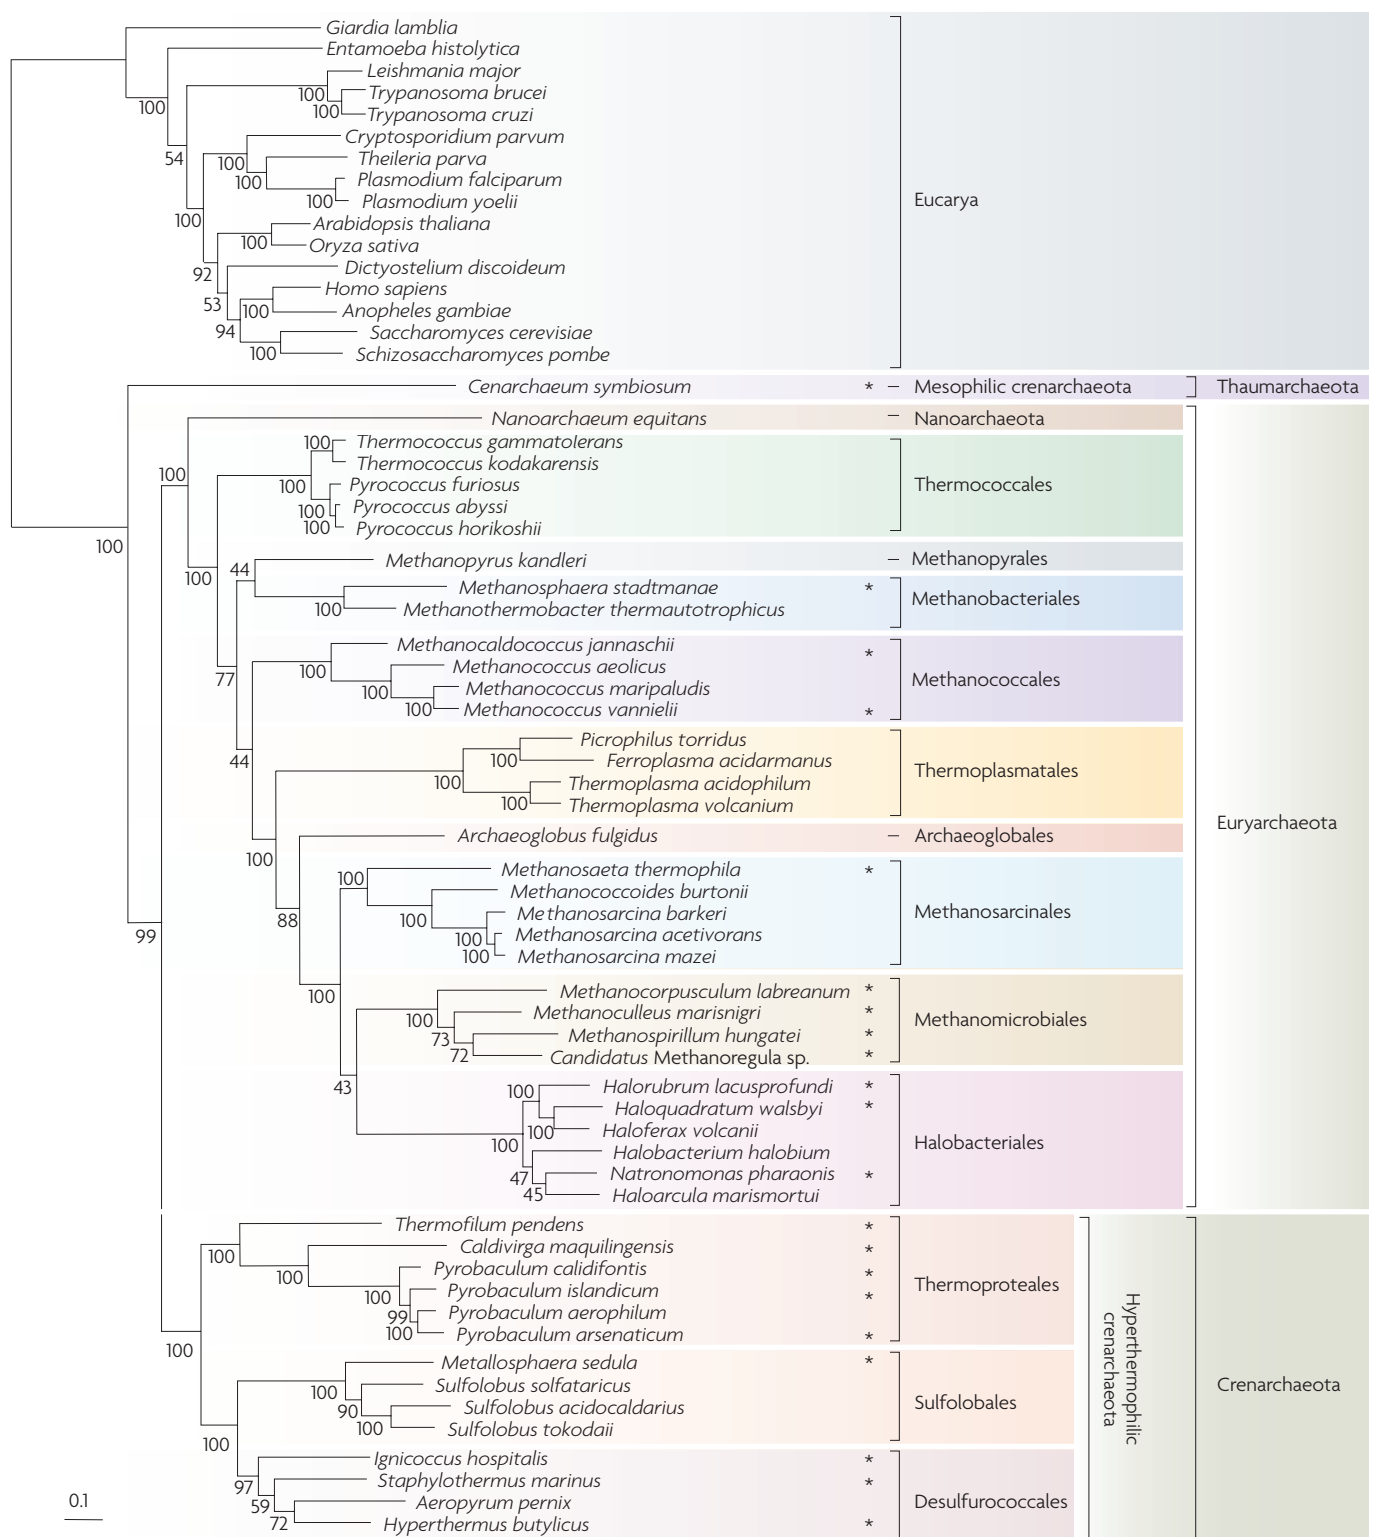 Giardia lamblia
Entamoeba histolytica
Leishmania major
100
Trypanosoma brucei
100
100
Trypanosoma cruzi
Cryptosporidium parvum
54
100
Theileria parva
100
Plasmodium falciparum
100
Plasmodium yoelii
Eucarya
100
Arabidopsis thaliana
100
Oryza sativa
92
Dictyostelium discoideum
Homo sapiens
53
100
Anopheles gambiae
94
Saccharomyces cerevisiae
100
Schizosaccharomyces pombe
Cenarchaeum symbiosum * – Mesophilic crenarchaeota
Thaumarchaeota
Nanoarchaeum equitans – Nanoarchaeota
100
Thermococcus gammatolerans
Thermococcus kodakarensis
100
100
Pyrococcus furiosus
Thermococcales
100
Pyrococcus abyssi
100
Pyrococcus horikoshii
100
Methanopyrus kandleri – Methanopyrales
44
100
Methanosphaera stadtmanae *
Methanobacteriales
100
Methanothermobacter thermautotrophicus
Methanocaldococcus jannaschii
*
100
Methanococcus aeolicus
77
Methanococcales
100
Methanococcus maripaludis
100
Methanococcus vannielii *
Picrophilus torridus
44
100
Ferroplasma acidarmanus
Thermoplasmatales
100
Thermoplasma acidophilum
100
Thermoplasma volcanium
Euryarchaeota
Archaeoglobus fulgidus – Archaeoglobales
100
Methanosaeta thermophila *
100
Methanococcoides burtonii
88
100
Methanosarcina barkeri
Methanosarcinales
99
100
Methanosarcina acetivorans
100
Methanosarcina mazei
100
Methanocorpusculum labreanum *
Methanoculleus marisnigri *
100
Methanomicrobiales
73
Methanospirillum hungatei *
72
Candidatus Methanoregula sp. *
43
100
Halorubrum lacusprofundi *
Haloquadratum walsbyi *
100
Haloferax volcanii
100
Halobacteriales
Halobacterium halobium
47
Natronomonas pharaonis *
45
Haloarcula marismortui
Thermofilum pendens *
100
Caldivirga maquilingensis *
100
Pyrobaculum calidifontis *
Thermoproteales
100
Pyrobaculum islandicum *
99
Pyrobaculum aerophilum
100
Pyrobaculum arsenaticum *
100
Hyperthermophilic
crenarchaeota
Metallosphaera sedula *
100
Sulfolobus solfataricus
Crenarchaeota
90
Sulfolobus acidocaldarius
Sulfolobales
100
Sulfolobus tokodaii
100
Ignicoccus hospitalis *
97
Staphylothermus marinus *
0.1
59
Aeropyrum pernix
Desulfurococcales
72
Hyperthermus butylicus *